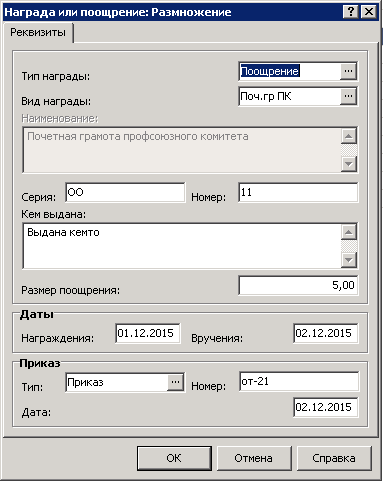 Награда или поощрение: Размножение
Реквизиты
Тип награды: Поощрение ...
Вид награды: Поч.гр ПК ...
Наименование:
Почетная грамота профсоюзного комитета
Серия: ОО Номер: 11
Кем выдана:
Выдана кемто
Размер поощрения: 5,00
Даты
Награждения: 01.12.2015 Вручения: 02.12.2015
Приказ
Тип: Приказ ... Номер: от-21
Дата: 02.12.2015
ОК Отмена Справка